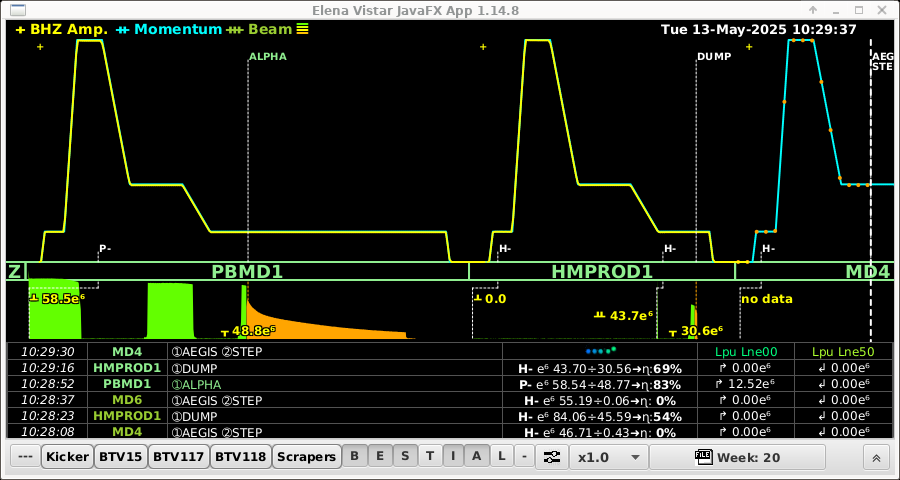 Elena Vistar JavaFX App 1.14.8
BHZ Amp. Momentum Beam Tue 13-May-2025 10:29:37
ALPHA DUMP AEG
STE
P- H- H- H-
Z PBMD1 HMPROD1 MD4
58.5e⁶ 0.0 no data
43.7e⁶
48.8e⁶ 30.6e⁶
10:29:30 MD4 ①AEGIS ②STEP Lpu Lne00 Lpu Lne50
10:29:16 HMPROD1 ①DUMP H- e⁶ 43.70÷30.56➜η:69% ↱ 0.00e⁶ ↲ 0.00e⁶
10:28:52 PBMD1 ①ALPHA P- e⁶ 58.54÷48.77➜η:83% ↱ 12.52e⁶ ↲ 0.00e⁶
10:28:37 MD6 ①AEGIS ②STEP H- e⁶ 55.19÷0.06➜η: 0% ↱ 0.00e⁶ ↲ 0.00e⁶
10:28:23 HMPROD1 ①DUMP H- e⁶ 84.06÷45.59➜η:54% ↱ 0.00e⁶ ↲ 0.00e⁶
10:28:08 MD4 ①AEGIS ②STEP H- e⁶ 46.71÷0.43➜η: 0% ↱ 0.00e⁶ ↲ 0.00e⁶
--- Kicker BTV15 BTV117 BTV118 Scrapers B E S T I A L - x1.0 FILE Week: 20